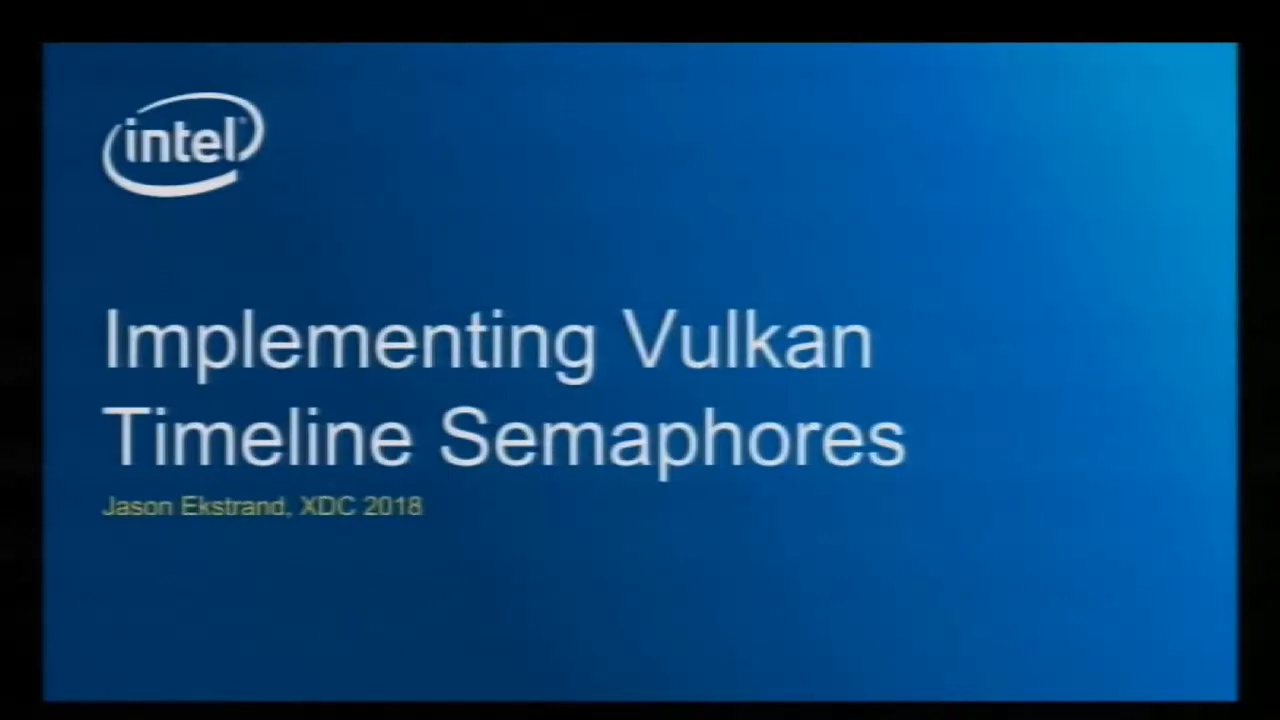 intel
Implementing Vulkan
Timeline Semaphores
Jason Ekstrand, XDC 2018